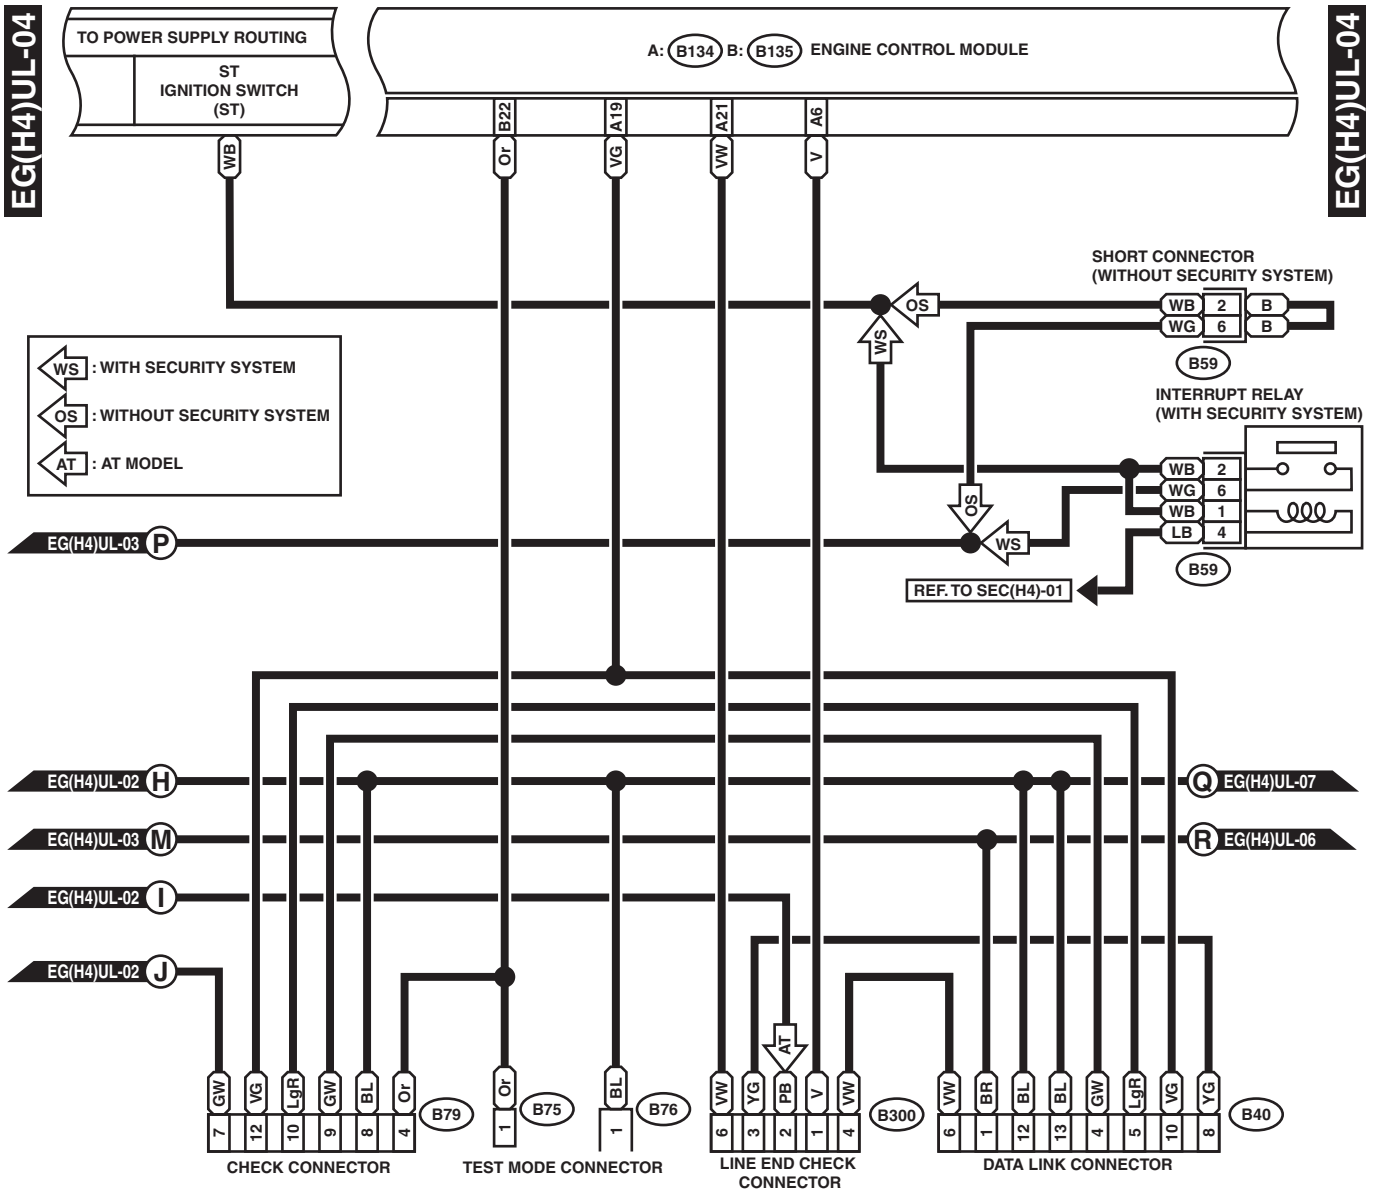 EG(H4)UL-04
TO POWER SUPPLY ROUTING
ST
IGNITION SWITCH
(ST)
A: B134 B: B135 ENGINE CONTROL MODULE
EG(H4)UL-04
B22
A19
A21
A6
WB
Or
VG
VW
V
SHORT CONNECTOR
(WITHOUT SECURITY SYSTEM)
OS
WB 2 B
WG 6 B
WS
B59
WS : WITH SECURITY SYSTEM
OS : WITHOUT SECURITY SYSTEM
AT : AT MODEL
INTERRUPT RELAY
(WITH SECURITY SYSTEM)
WB 2
WG 6
WB 1
LB 4
OS
WS
B59
EG(H4)UL-03 P
REF. TO SEC(H4)-01
EG(H4)UL-02 H
Q EG(H4)UL-07
EG(H4)UL-03 M
R EG(H4)UL-06
EG(H4)UL-02 I
EG(H4)UL-02 J
AT
GW
VG
LgR
GW
BL
Or
7
12
10
9
8
4
B79
CHECK CONNECTOR
Or
1
B75
BL
1
B76
TEST MODE CONNECTOR
VW
YG
PB
V
VW
6
3
2
1
4
B300
LINE END CHECK
CONNECTOR
VW
BR
BL
BL
GW
LgR
VG
YG
6
1
12
13
4
5
10
8
B40
DATA LINK CONNECTOR